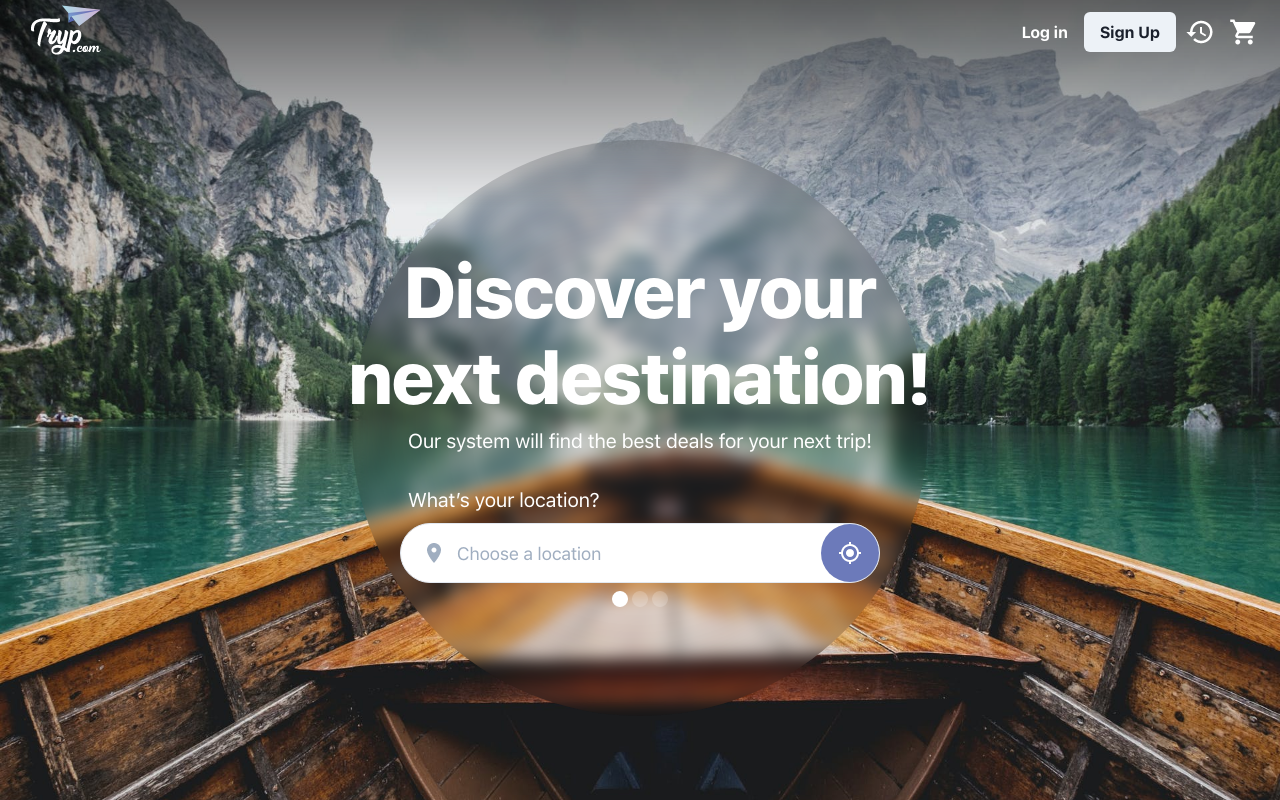 Tryp.com
Log in
Sign Up
Discover your
next destination!
Our system will find the best deals for your next trip!
What’s your location?
Choose a location